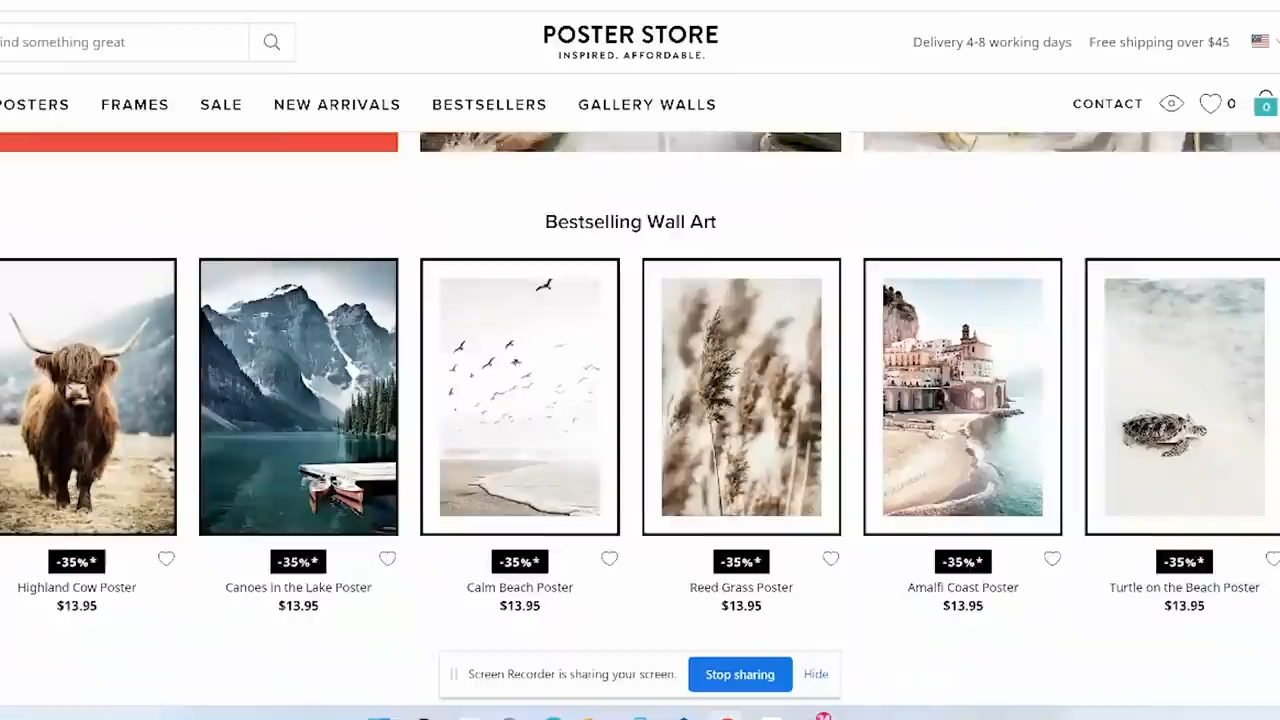 ind something great
POSTER STORE
INSPIRED. AFFORDABLE.
Delivery 4-8 working days
Free shipping over $45
POSTERS
FRAMES
SALE
NEW ARRIVALS
BESTSELLERS
GALLERY WALLS
CONTACT
0
0
Bestselling Wall Art
-35%*
-35%*
-35%*
-35%*
-35%*
-35%*
Highland Cow Poster
Canoes in the Lake Poster
Calm Beach Poster
Reed Grass Poster
Amalfi Coast Poster
Turtle on the Beach Poster
$13.95
$13.95
$13.95
$13.95
$13.95
$13.95
Screen Recorder is sharing your screen.
Stop sharing
Hide